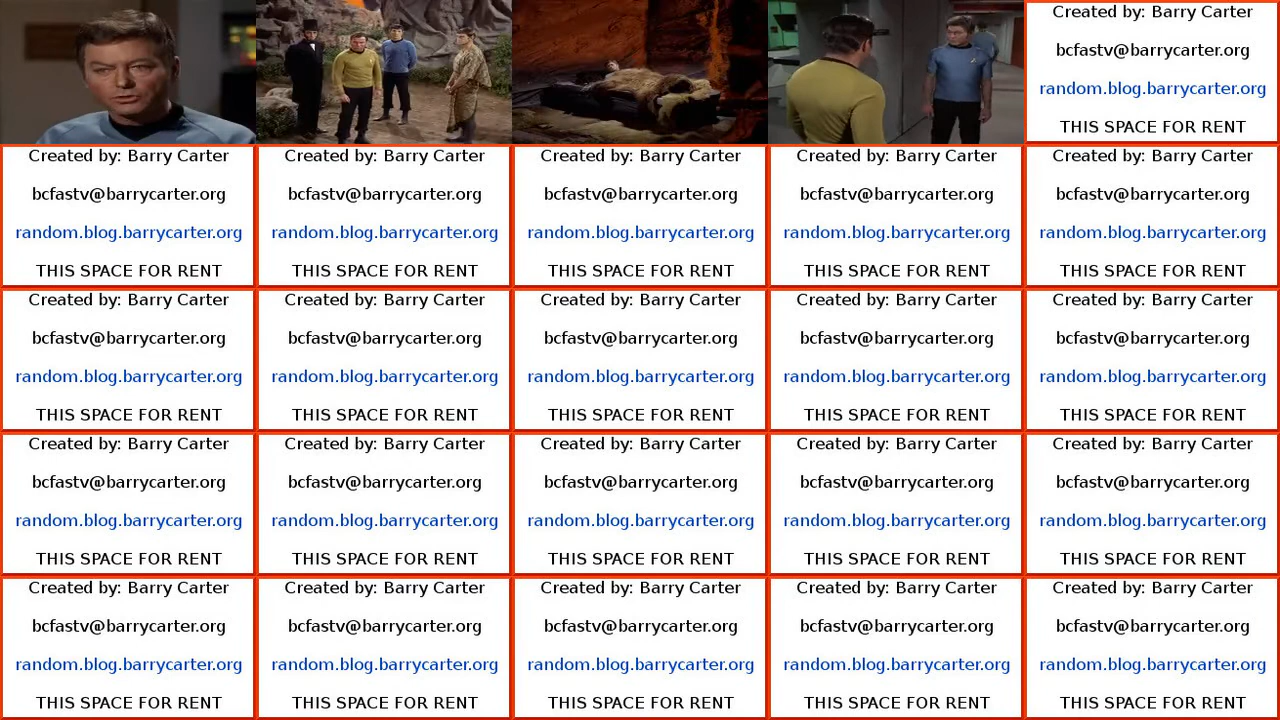 Created by: Barry Carter
bcfastv@barrycarter.org
random.blog.barrycarter.org
THIS SPACE FOR RENT
Created by: Barry Carter
bcfastv@barrycarter.org
random.blog.barrycarter.org
THIS SPACE FOR RENT
Created by: Barry Carter
bcfastv@barrycarter.org
random.blog.barrycarter.org
THIS SPACE FOR RENT
Created by: Barry Carter
bcfastv@barrycarter.org
random.blog.barrycarter.org
THIS SPACE FOR RENT
Created by: Barry Carter
bcfastv@barrycarter.org
random.blog.barrycarter.org
THIS SPACE FOR RENT
Created by: Barry Carter
bcfastv@barrycarter.org
random.blog.barrycarter.org
THIS SPACE FOR RENT
Created by: Barry Carter
bcfastv@barrycarter.org
random.blog.barrycarter.org
THIS SPACE FOR RENT
Created by: Barry Carter
bcfastv@barrycarter.org
random.blog.barrycarter.org
THIS SPACE FOR RENT
Created by: Barry Carter
bcfastv@barrycarter.org
random.blog.barrycarter.org
THIS SPACE FOR RENT
Created by: Barry Carter
bcfastv@barrycarter.org
random.blog.barrycarter.org
THIS SPACE FOR RENT
Created by: Barry Carter
bcfastv@barrycarter.org
random.blog.barrycarter.org
THIS SPACE FOR RENT
Created by: Barry Carter
bcfastv@barrycarter.org
random.blog.barrycarter.org
THIS SPACE FOR RENT
Created by: Barry Carter
bcfastv@barrycarter.org
random.blog.barrycarter.org
THIS SPACE FOR RENT
Created by: Barry Carter
bcfastv@barrycarter.org
random.blog.barrycarter.org
THIS SPACE FOR RENT
Created by: Barry Carter
bcfastv@barrycarter.org
random.blog.barrycarter.org
THIS SPACE FOR RENT
Created by: Barry Carter
bcfastv@barrycarter.org
random.blog.barrycarter.org
THIS SPACE FOR RENT
Created by: Barry Carter
bcfastv@barrycarter.org
random.blog.barrycarter.org
THIS SPACE FOR RENT
Created by: Barry Carter
bcfastv@barrycarter.org
random.blog.barrycarter.org
THIS SPACE FOR RENT
Created by: Barry Carter
bcfastv@barrycarter.org
random.blog.barrycarter.org
THIS SPACE FOR RENT
Created by: Barry Carter
bcfastv@barrycarter.org
random.blog.barrycarter.org
THIS SPACE FOR RENT
Created by: Barry Carter
bcfastv@barrycarter.org
random.blog.barrycarter.org
THIS SPACE FOR RENT